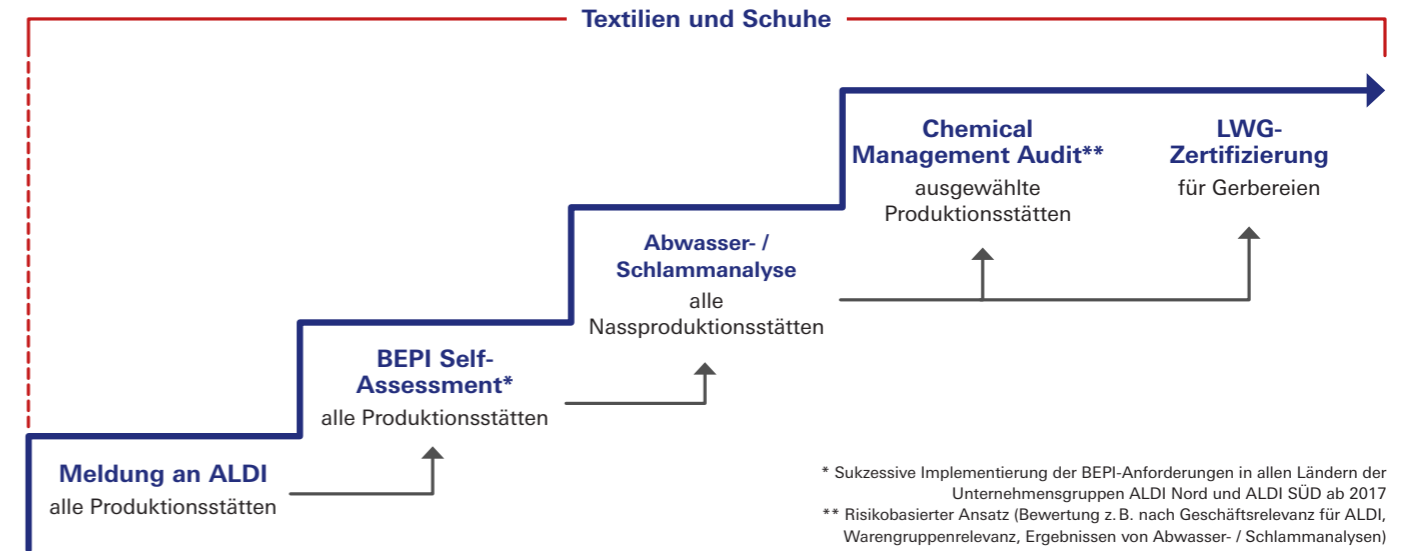 Textilien und Schuhe
Meldung an ALDI
alle Produktionsstätten
BEPI Self-
Assessment*
alle Produktionsstätten
Abwasser- /
Schlammanalyse
alle
Nassproduktionsstätten
Chemical
Management Audit**
ausgewählte
Produktionsstätten
LWG-
Zertifizierung
für Gerbereien
* Sukzessive Implementierung der BEPI-Anforderungen in allen Ländern der
Unternehmensgruppen ALDI Nord und ALDI SÜD ab 2017
** Risikobasierter Ansatz (Bewertung z. B. nach Geschäftsrelevanz für ALDI,
Warengruppenrelevanz, Ergebnissen von Abwasser- / Schlammanalysen)